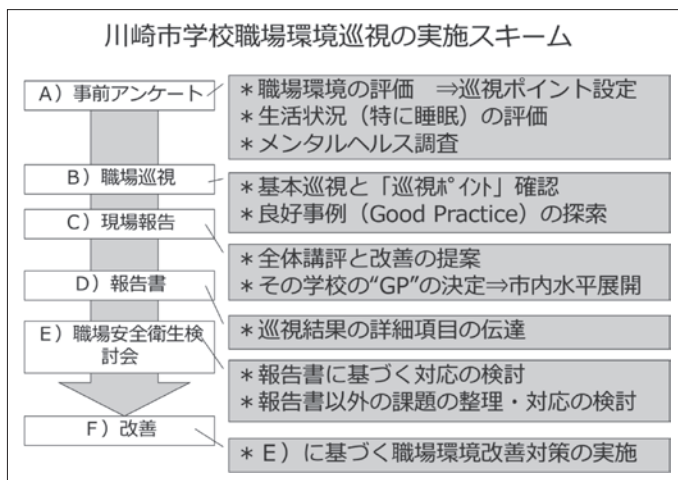 川崎市学校職場環境巡視の実施スキーム
A）事前アンケート
＊職場環境の評価　⇒巡視ポイント設定
＊生活状況（特に睡眠）の評価
＊メンタルヘルス調査
B）職場巡視
＊基本巡視と「巡視ﾎﾟｲﾝﾄ」確認
＊良好事例（Good Practice）の探索
C）現場報告
＊全体講評と改善の提案
＊その学校の“GP”の決定⇒市内水平展開
D）報告書
＊巡視結果の詳細項目の伝達
E）職場安全衛生検
討会
＊報告書に基づく対応の検討
＊報告書以外の課題の整理・対応の検討
F）改善
＊E）に基づく職場環境改善対策の実施